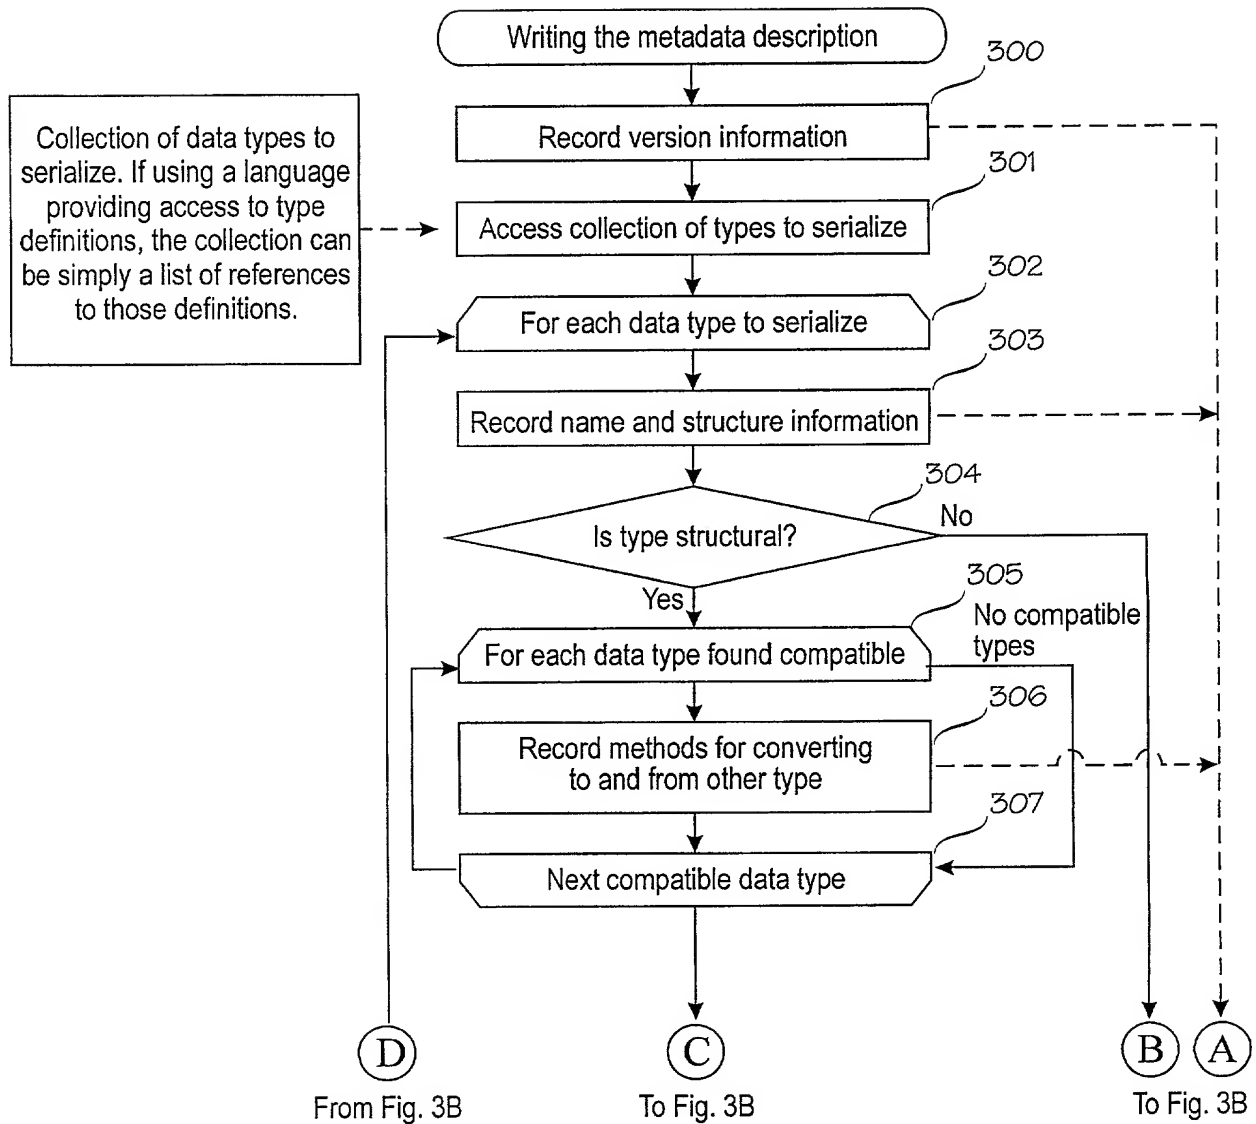 Writing the metadata description
300
Record version information
Collection of data types to
serialize. If using a language
providing access to type
definitions, the collection can
be simply a list of references
to those definitions.
301
Access collection of types to serialize
302
For each data type to serialize
303
Record name and structure information
304
Is type structural?
No
Yes
305
No compatible
types
For each data type found compatible
306
Record methods for converting
to and from other type
307
Next compatible data type
D
C
B
A
From Fig. 3B
To Fig. 3B
To Fig. 3B